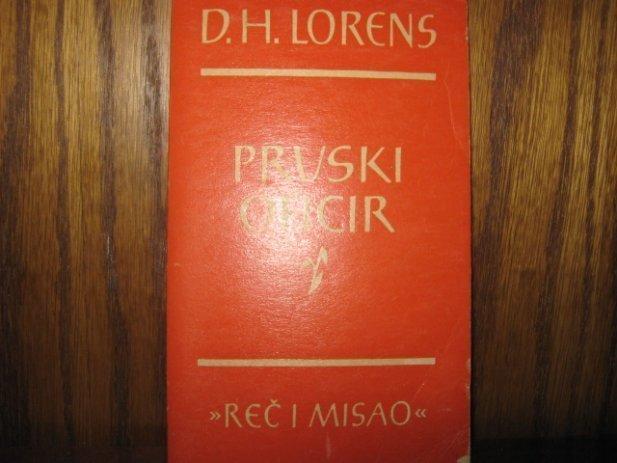 D.H. LORENS
PRUSKI
OFICIR
»REČ I MISAO«